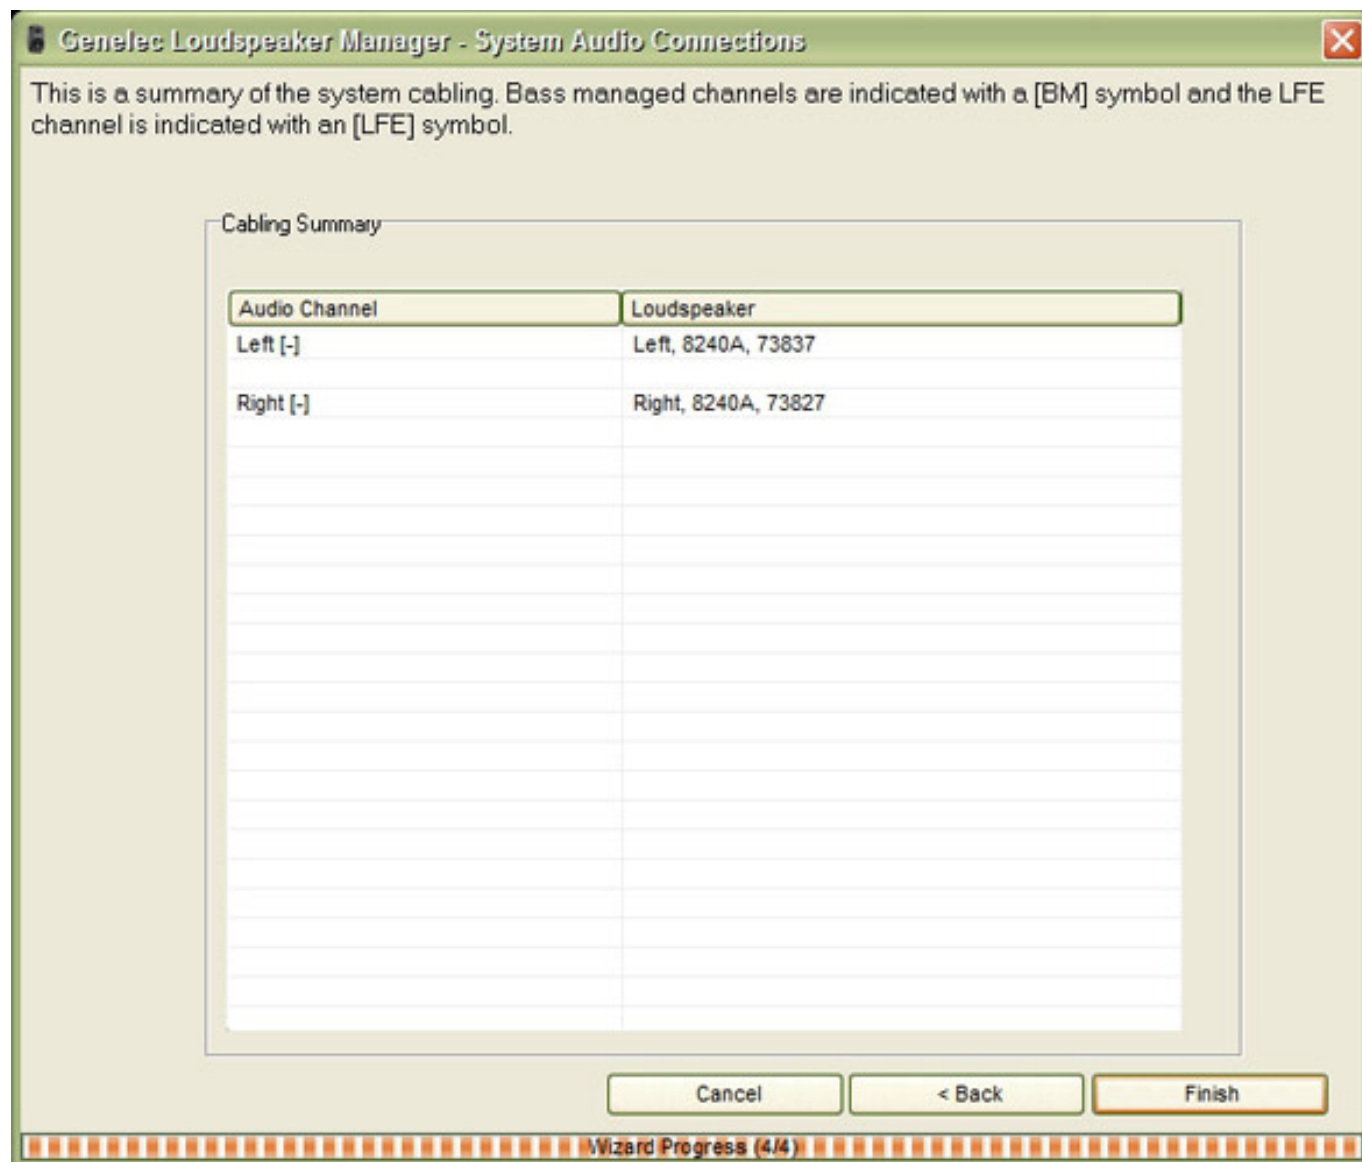 Genelec Loudspeaker Manager - System Audio Connections
This is a summary of the system cabling. Bass managed channels are indicated with a [BM] symbol and the LFE
channel is indicated with an [LFE] symbol.
Cabling Summary
Audio Channel Loudspeaker
Left [-] Left, 8240A, 73837
Right [-] Right, 8240A, 73827
Cancel < Back Finish
Wizard Progress (4/4)